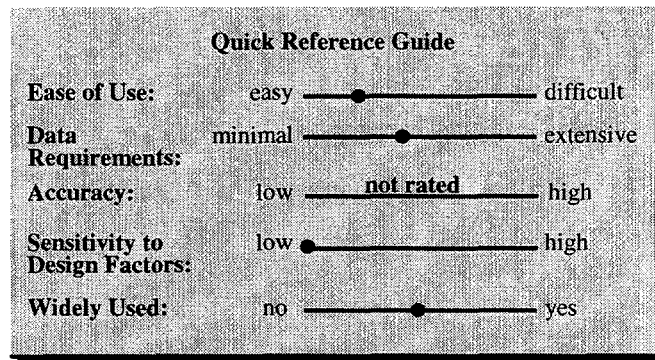 Quick Reference Guide
Ease of Use: easy difficult
Data
Requirements: minimal extensive
Accuracy: low not rated high
Sensitivity to
Design Factors: low high
Widely Used: no yes